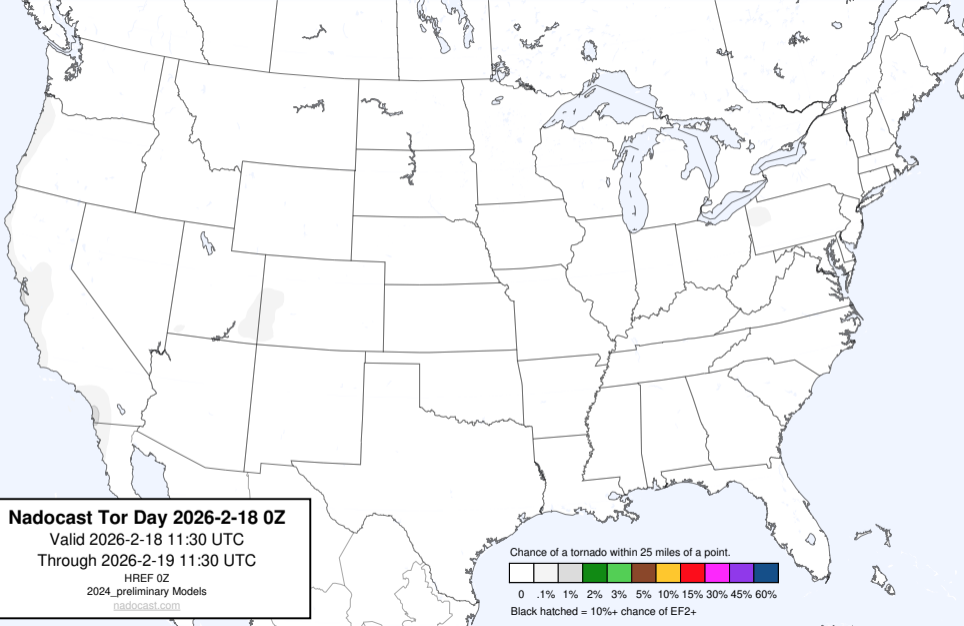 Nadocast Tor Day 2026-2-18 0Z
Valid 2026-2-18 11:30 UTC
Through 2026-2-19 11:30 UTC
HREF 0Z
2024_preliminary Models
nadocast.com
Chance of a tornado within 25 miles of a point.
0 .1% 1% 2% 3% 5% 10% 15% 30% 45% 60%
Black hatched = 10%+ chance of EF2+